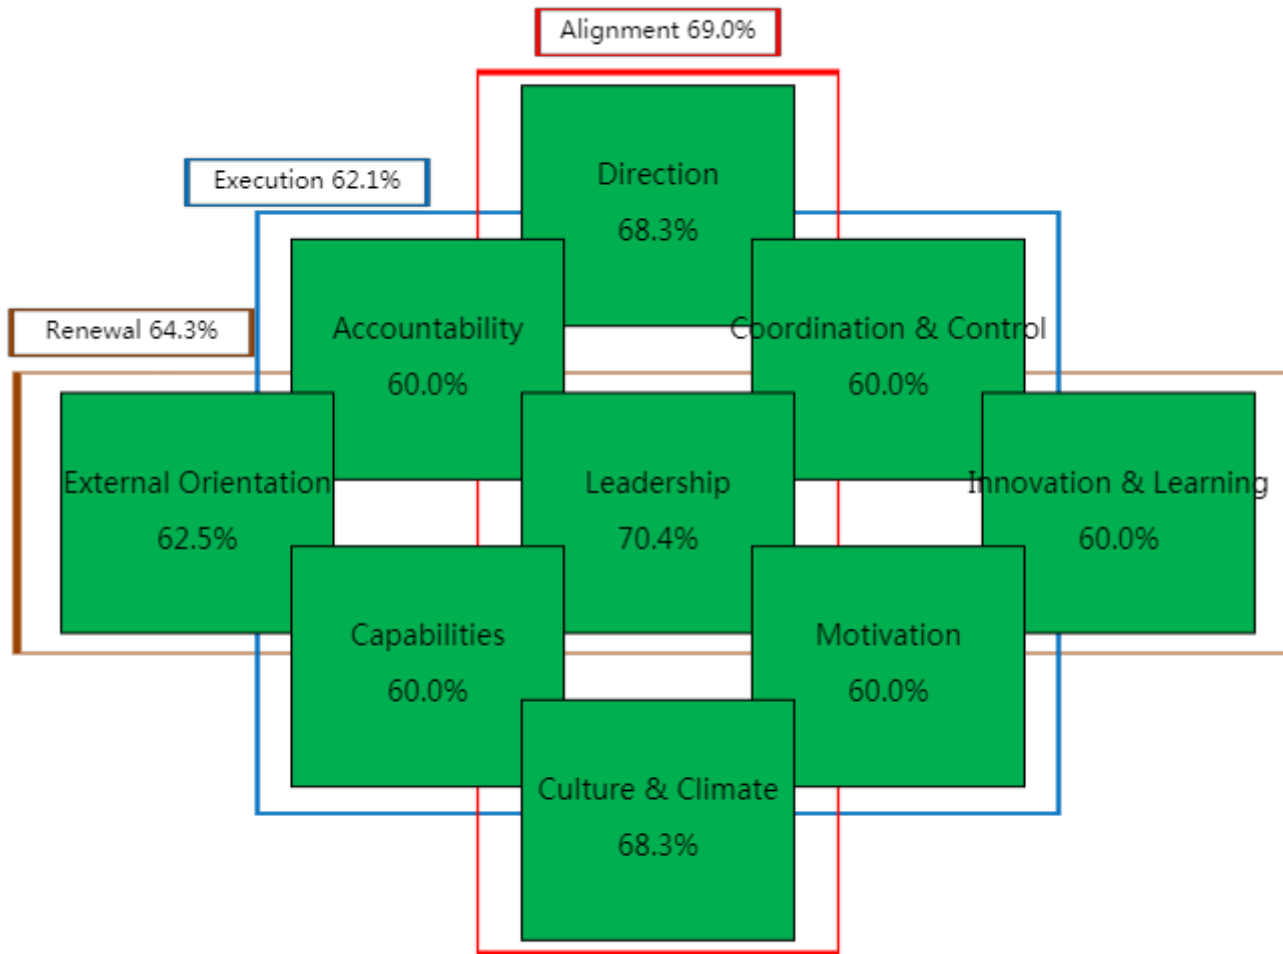 Alignment 69.0%
Direction
68.3%
Execution 62.1%
Accountability
60.0%
Coordination & Control
60.0%
Renewal 64.3%
External Orientation
62.5%
Leadership
70.4%
Innovation & Learning
60.0%
Capabilities
60.0%
Motivation
60.0%
Culture & Climate
68.3%